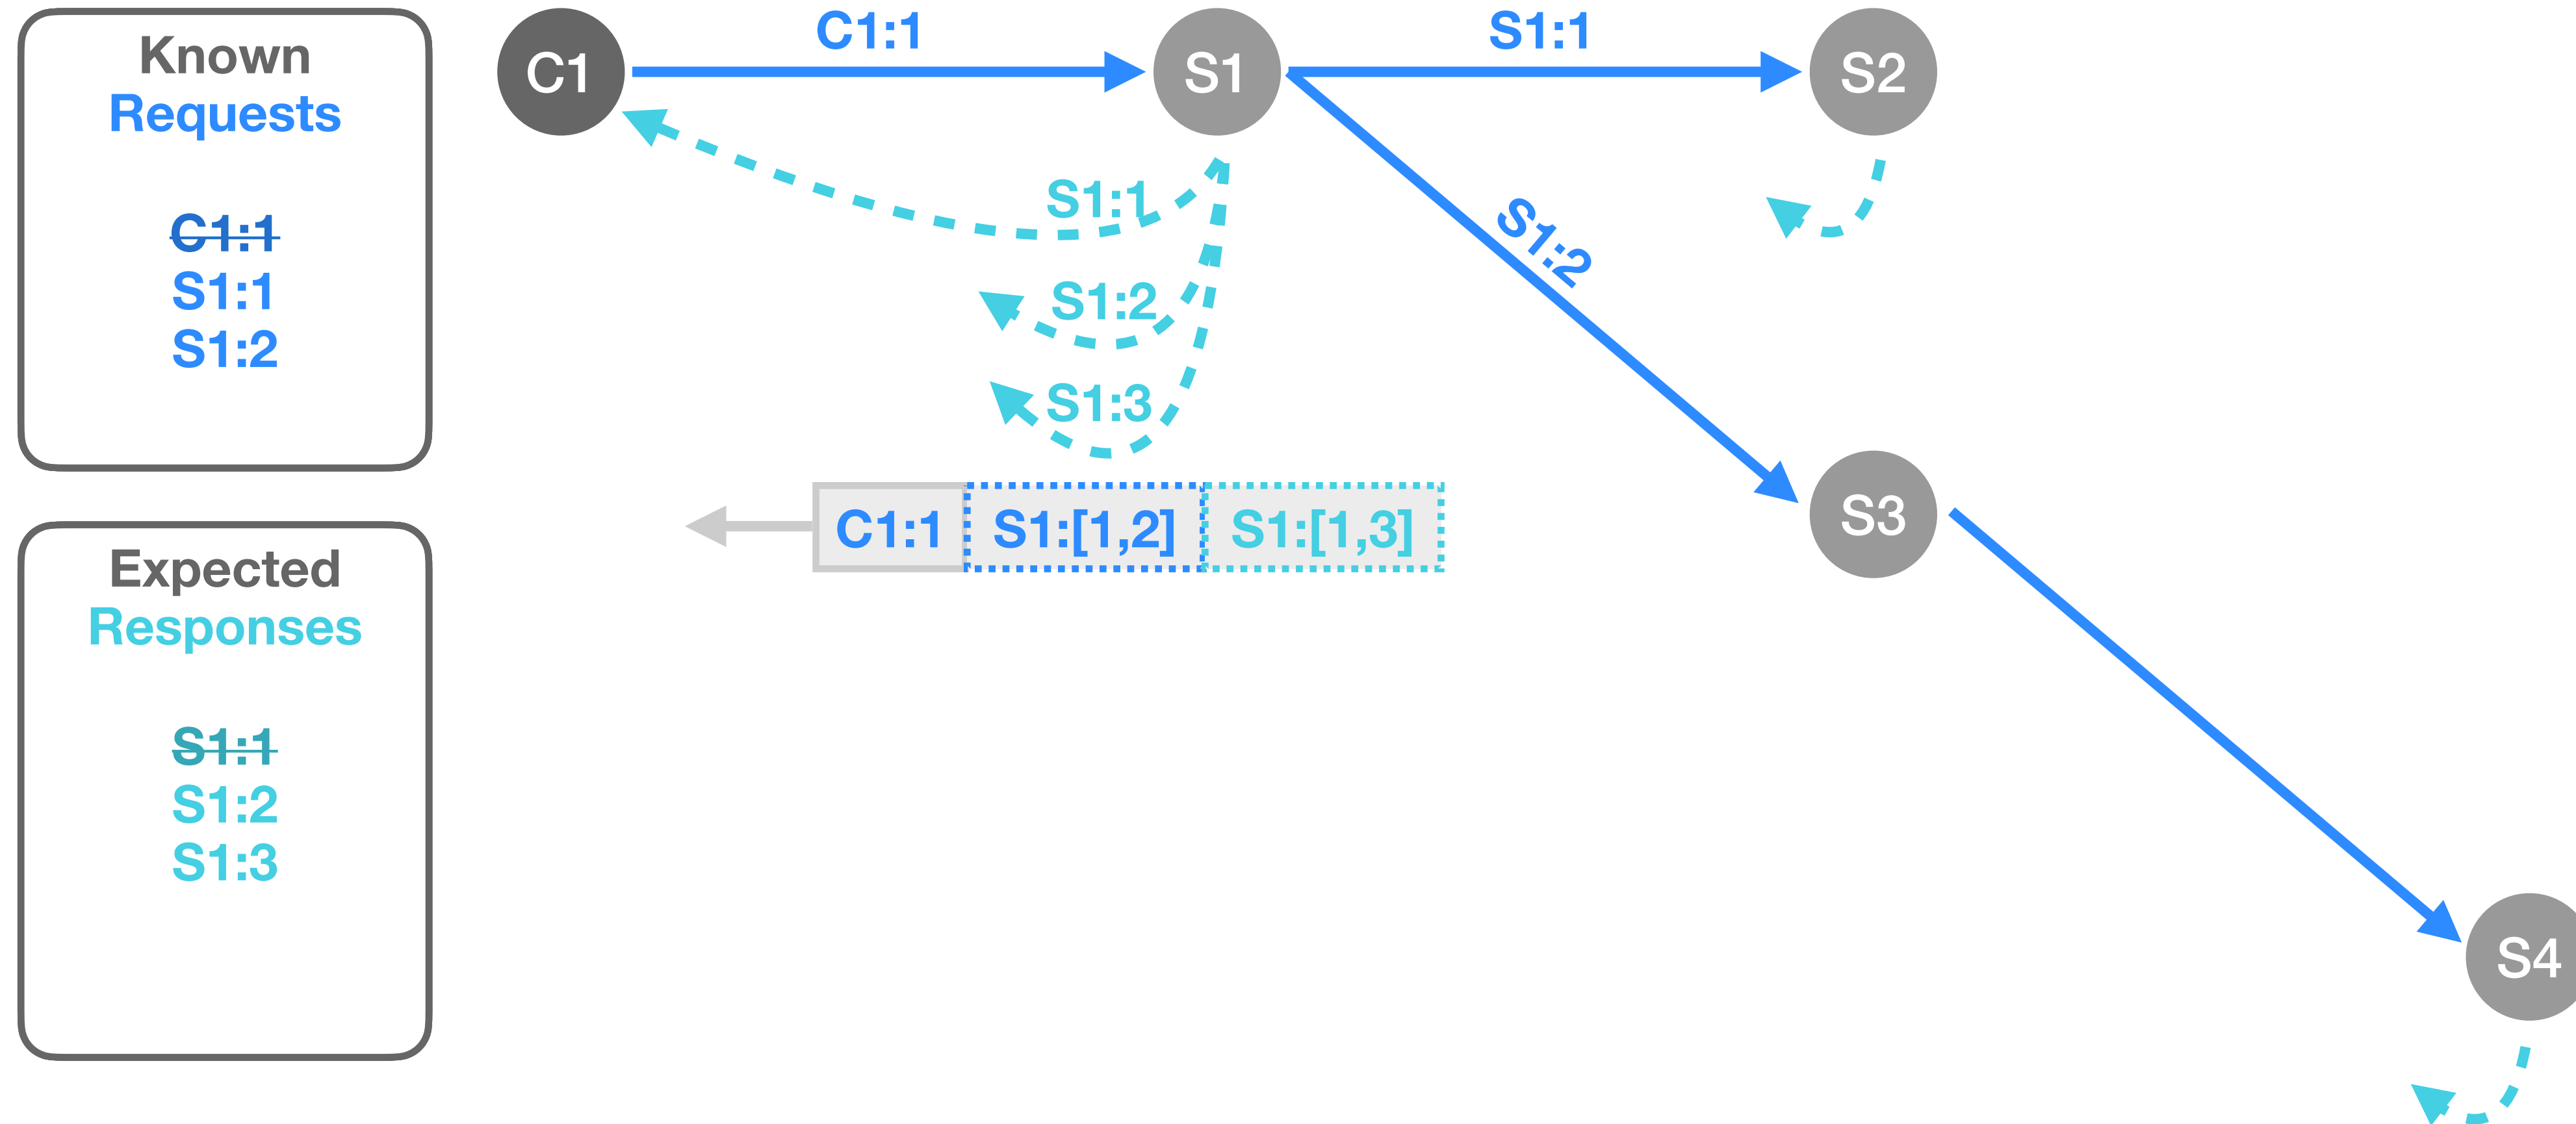 Known
Requests
C1:1
S1:1
S1:2
Expected
Responses
S1:1
S1:2
S1:3
C1
C1:1
S1
S1:1
S2
S1:1
S1:2
S1:3
S1:2
C1:1 S1:[1,2] S1:[1,3]
S3
S4